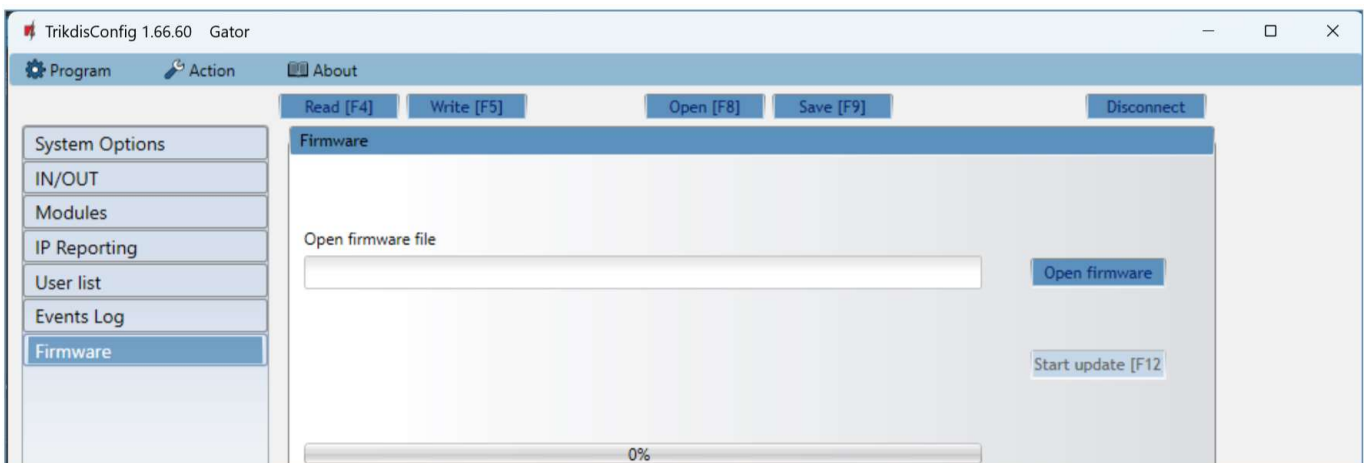 TrikdisConfig 1.66.60 Gator
Program Action About
Read [F4] Write [F5] Open [F8] Save [F9] Disconnect
System Options
IN/OUT
Modules
IP Reporting
User list
Events Log
Firmware
Firmware
Open firmware file
Open firmware
Start update [F12
0%